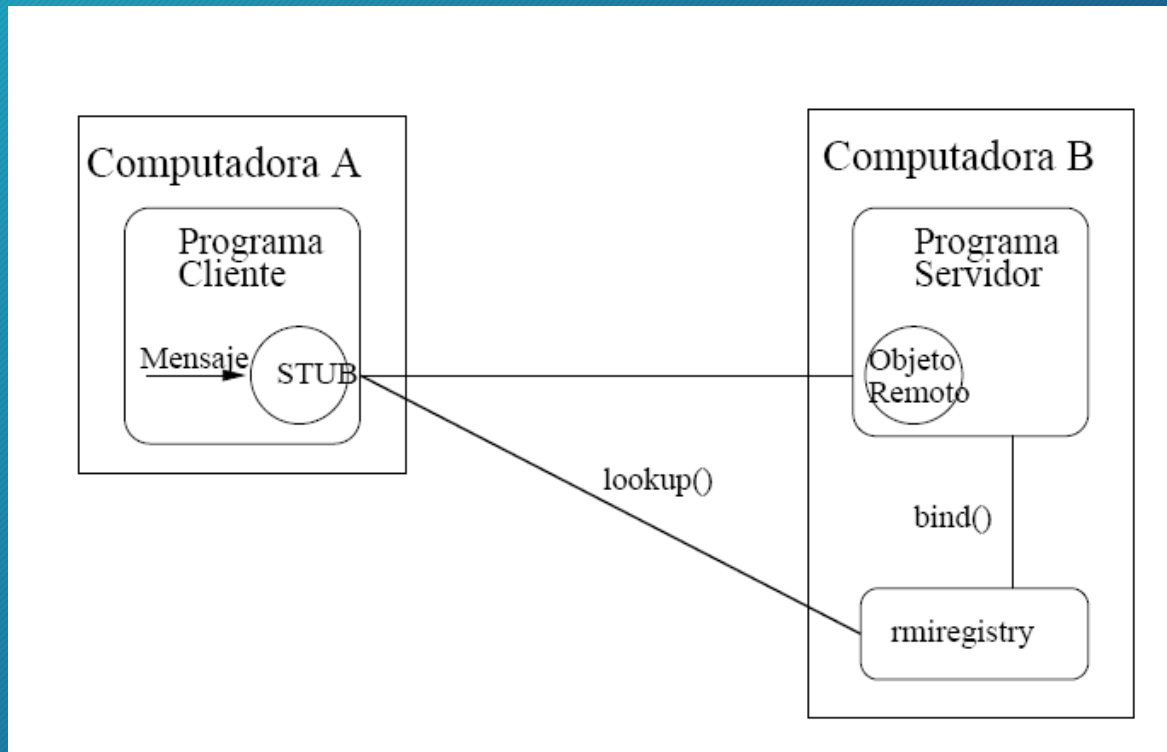 Computadora A
Programa
Cliente
Mensaje
STUB
lookup()
Computadora B
Programa
Servidor
Objeto
Remoto
bind()
rmiregistry